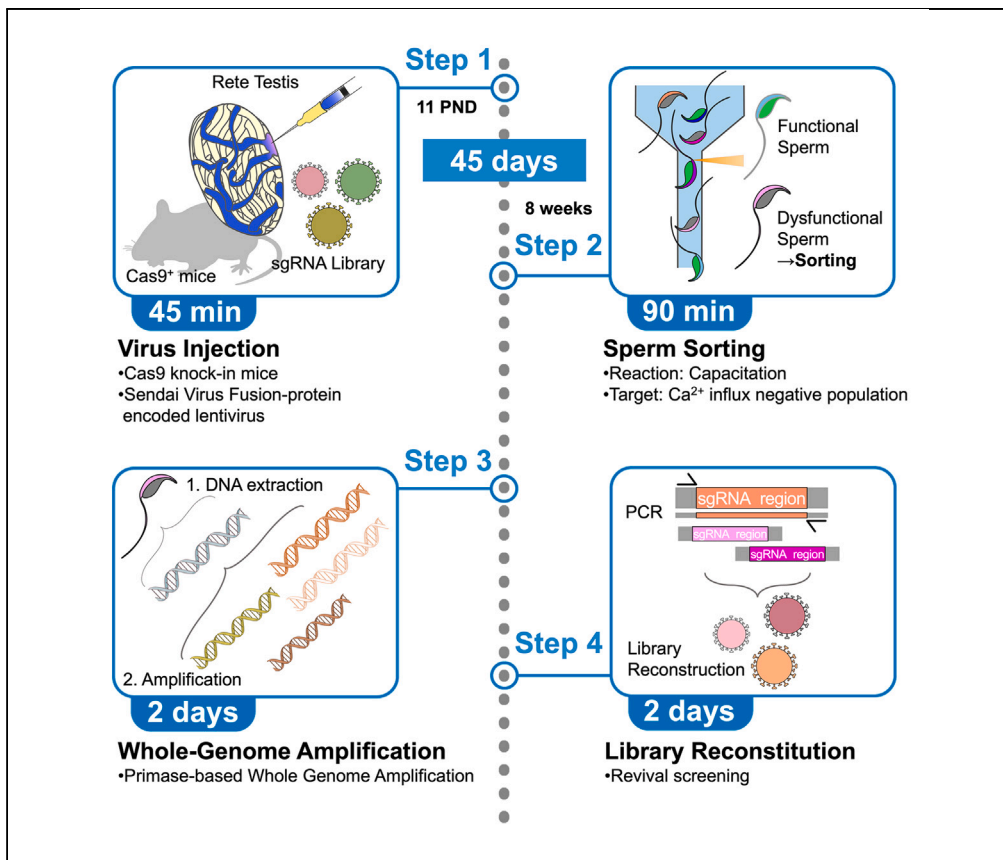 Step 1
11 PND
45 days
8 weeks
Step 2
Rete Testis
Cas9⁺ mice
sgRNA Library
45 min
Virus Injection
•Cas9 knock-in mice
•Sendai Virus Fusion-protein
encoded lentivirus
Functional
Sperm
Dysfunctional
Sperm
→Sorting
90 min
Sperm Sorting
•Reaction: Capacitation
•Target: Ca²⁺ influx negative population
Step 3
1. DNA extraction
2. Amplification
2 days
Whole-Genome Amplification
•Primase-based Whole Genome Amplification
Step 4
PCR
sgRNA region
sgRNA region
sgRNA region
Library
Reconstruction
2 days
Library Reconstitution
•Revival screening